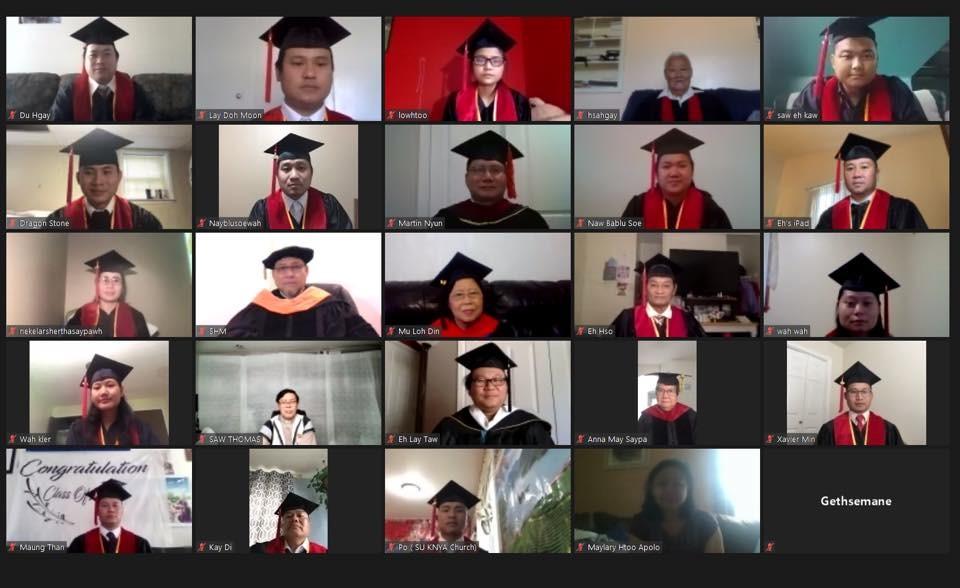 Du Hgay
Lay Doh Moon
lowhtoo
hsahgay
saw eh kaw
Dragon Stone
Nayblusoewah
Martin Nyun
Naw Bablu Soe
Eh's iPad
nekelarsherthasaypawh
SHM
Mu Loh Din
Eh Hso
wah wah
Wah kler
SAW THOMAS
Eh Lay Taw
Anna May Saypa
Xavier Min
Congratulation
Class Of
Maung Than
Kay Di
Po ( SU KNYA Church)
Maylary Htoo Apolo
Gethsemane